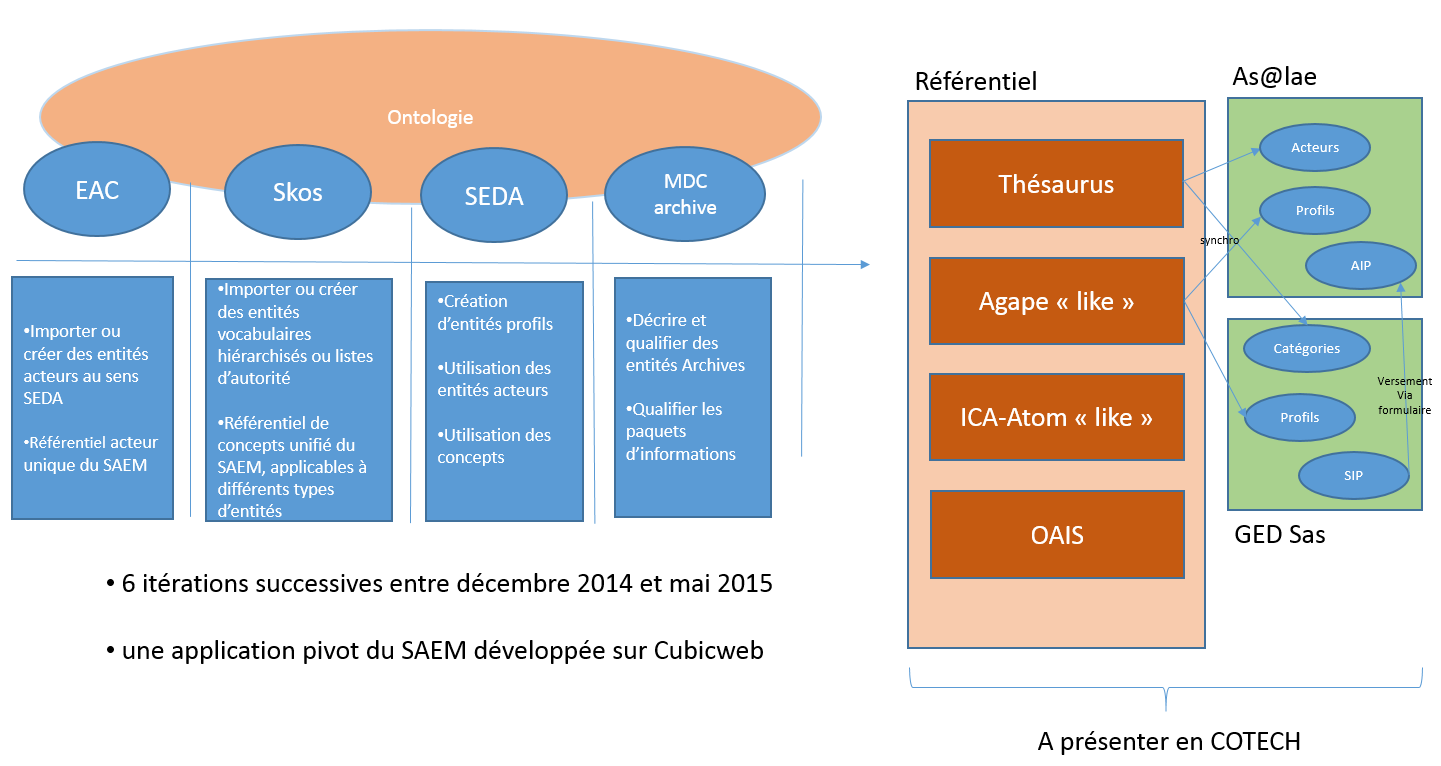 Ontologie
EAC
Skos
SEDA
MDC
archive
•Importer ou
créer des entités
acteurs au sens
SEDA
•Référentiel acteur
unique du SAEM
•Importer ou créer
des entités
vocabulaires
hiérarchisés ou listes
d’autorité
•Référentiel de
concepts unifié du
SAEM, applicables à
différents types
d’entités
•Création
d’entités profils
•Utilisation des
entités acteurs
•Utilisation des
concepts
•Décrire et
qualifier des
entités Archives
•Qualifier les
paquets
d’informations
• 6 itérations successives entre décembre 2014 et mai 2015
• une application pivot du SAEM développée sur Cubicweb
Référentiel
Thésaurus
Agape « like »
ICA-Atom « like »
OAIS
synchro
As@lae
Acteurs
Profils
AIP
Catégories
Profils
SIP
Versement
Via
formulaire
GED Sas
A présenter en COTECH